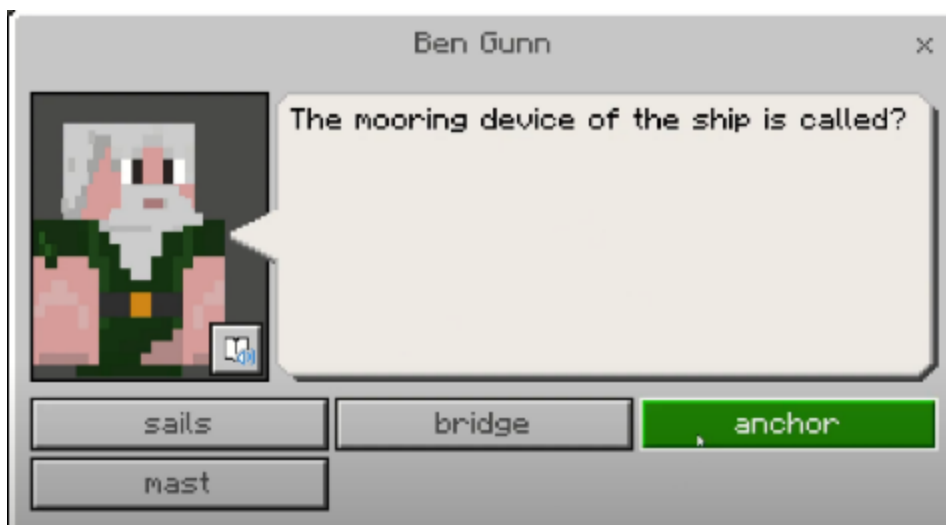 Ben Gunn x
The mooring device of the ship is called?
sails bridge anchor
mast